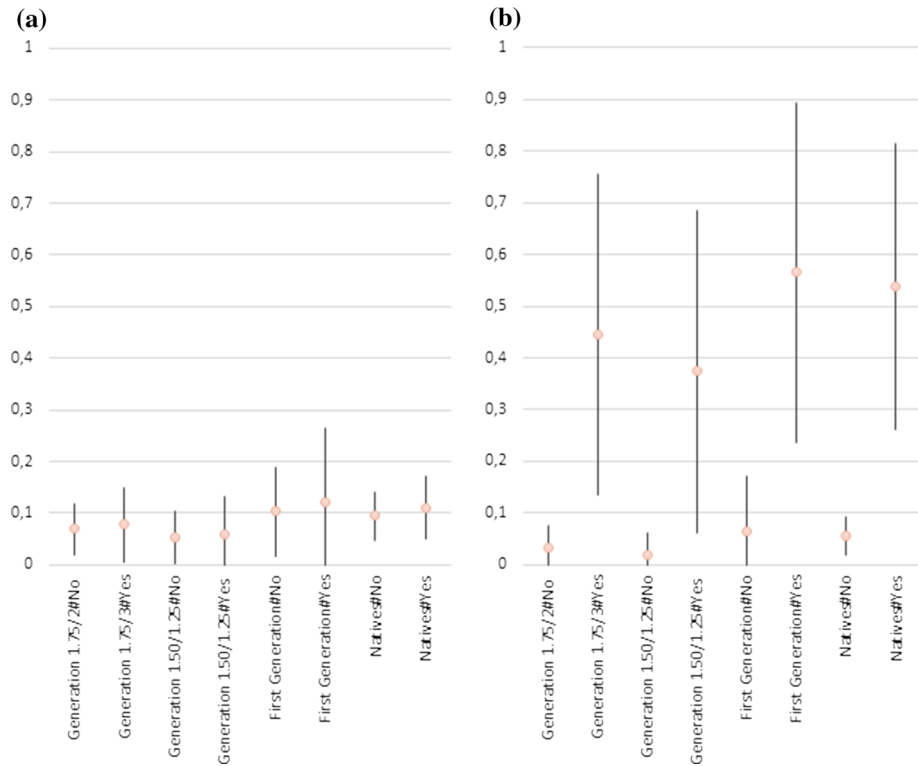 (a)
1
0,9
0,8
0,7
0,6
0,5
0,4
0,3
0,2
0,1
0
Generation 1.75/2#No
Generation 1.75/3#Yes
Generation 1.50/1.25#No
Generation 1.50/1.25#Yes
First Generation#No
First Generation#Yes
Natives#No
Natives#Yes
(b)
1
0,9
0,8
0,7
0,6
0,5
0,4
0,3
0,2
0,1
0
Generation 1.75/2#No
Generation 1.75/3#Yes
Generation 1.50/1.25#No
Generation 1.50/1.25#Yes
First Generation#No
First Generation#Yes
Natives#No
Natives#Yes